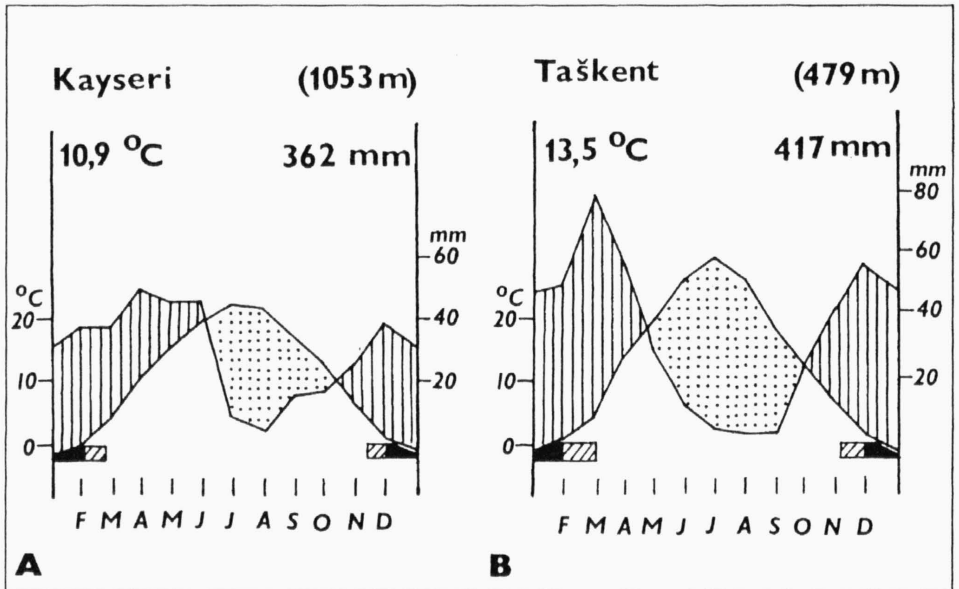 Kayseri (1053 m)
10,9 °C 362 mm
mm
60
°C
20 40
10 20
0
F M A M J J A S O N D
A
Taškent (479 m)
13,5 °C 417 mm
mm
80
60
°C
20 40
10 20
0
F M A M J J A S O N D
B